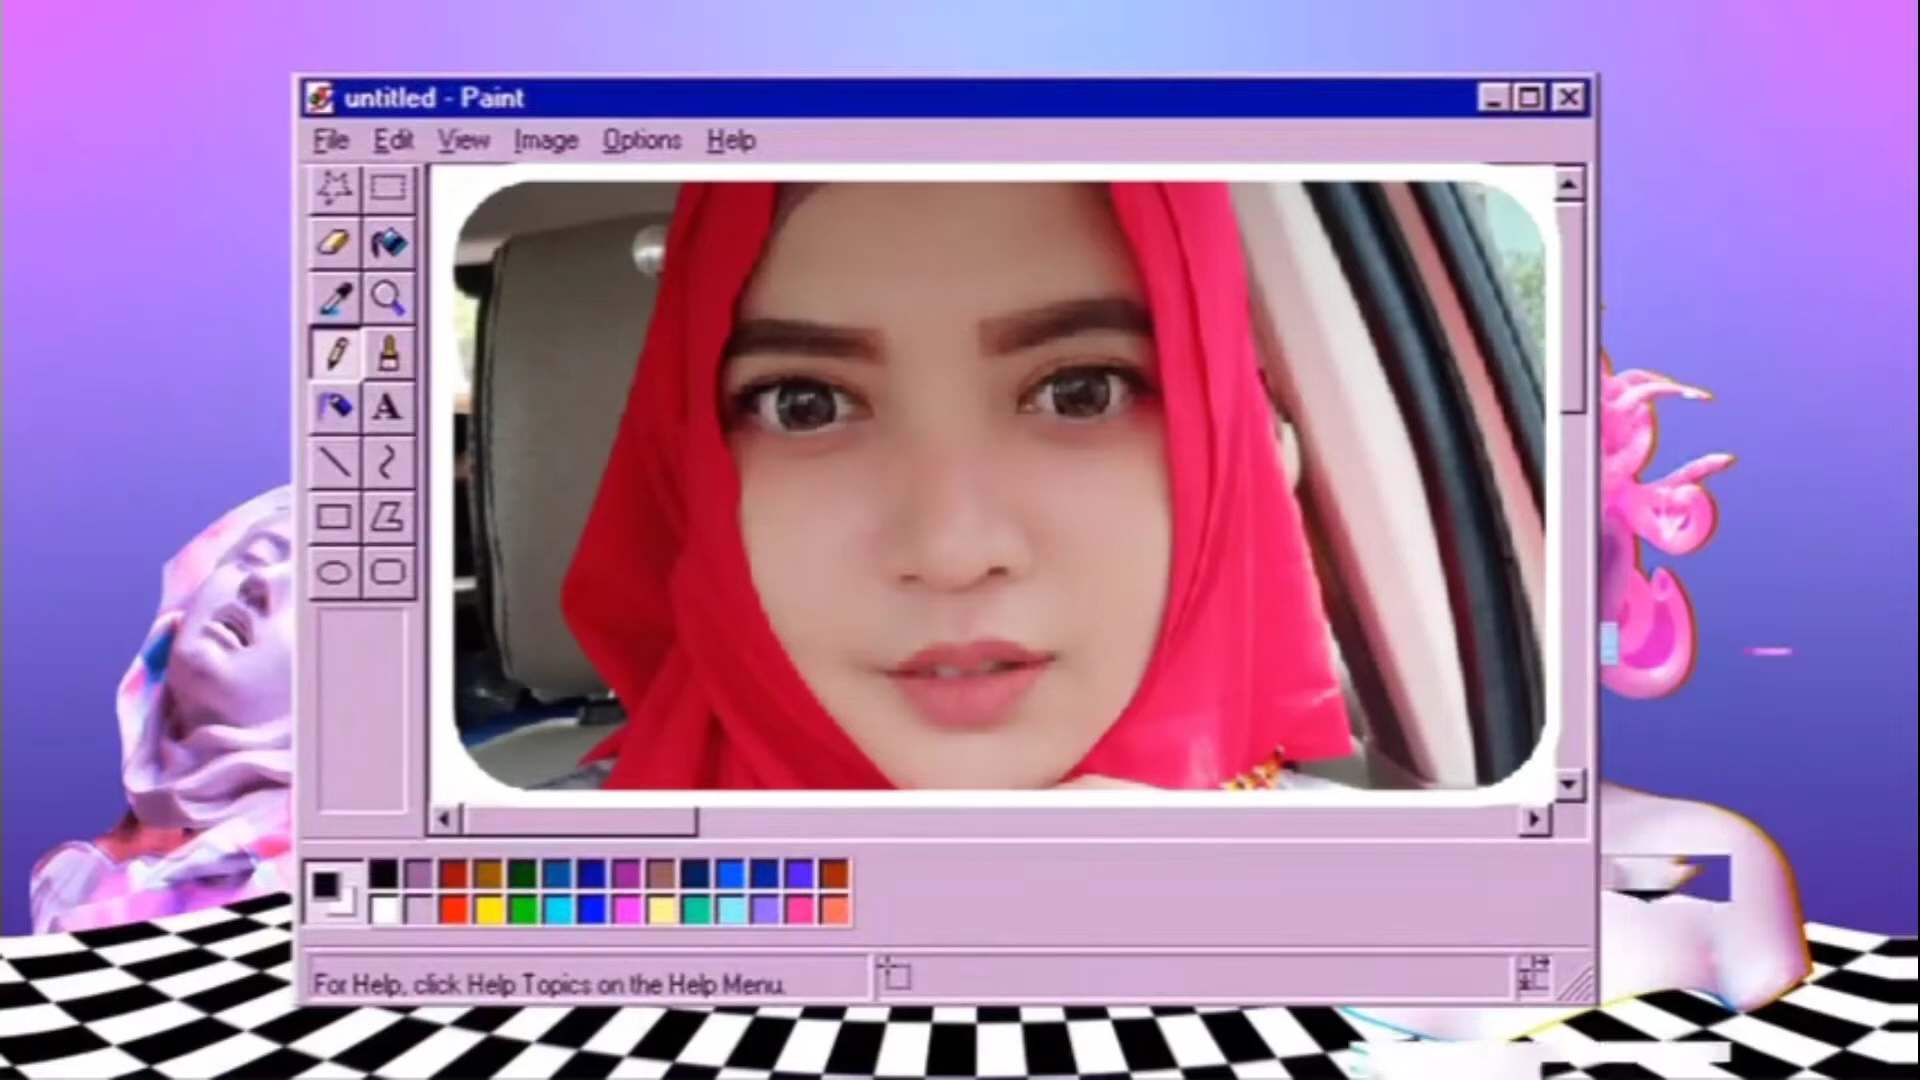 untitled - Paint
File Edit View Image Options Help
A
For Help, click Help Topics on the Help Menu.